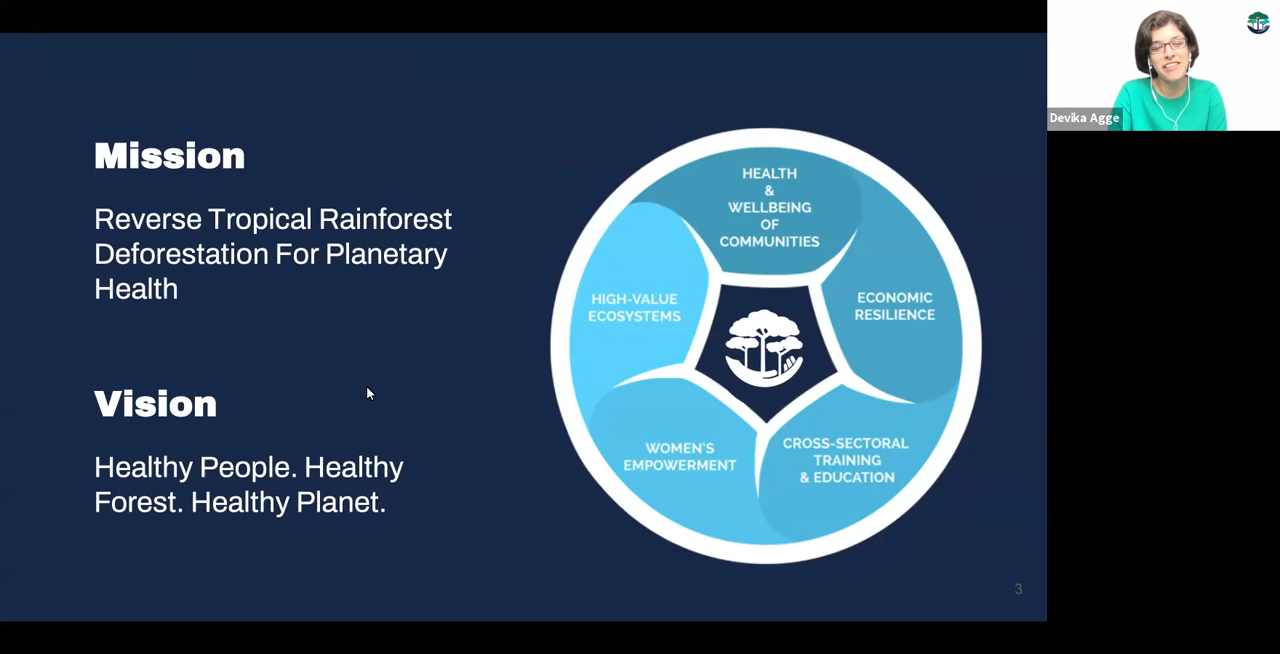 Mission
Reverse Tropical Rainforest
Deforestation For Planetary
Health
Vision
Healthy People. Healthy
Forest. Healthy Planet.
HEALTH
&
WELLBEING
OF
COMMUNITIES
HIGH-VALUE
ECOSYSTEMS
ECONOMIC
RESILIENCE
WOMEN'S
EMPOWERMENT
CROSS-SECTORAL
TRAINING
& EDUCATION
3
Devika Agge